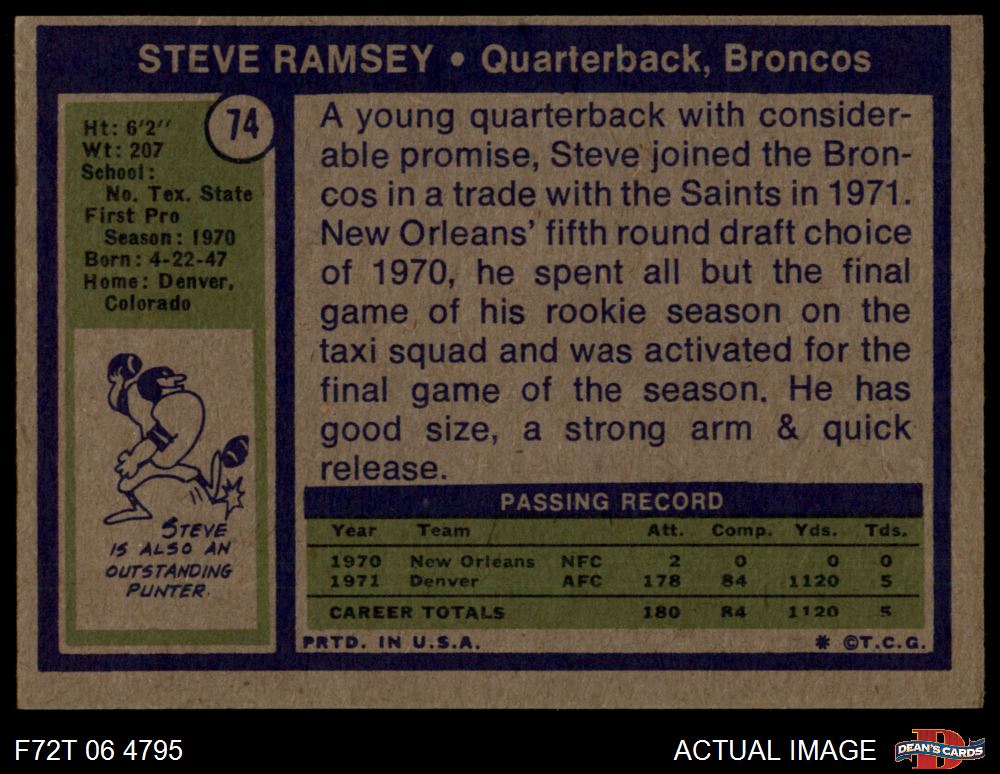 STEVE RAMSEY • Quarterback, Broncos
74
Ht: 6'2''
Wt: 207
School:
No. Tex. State
First Pro
Season: 1970
Born: 4-22-47
Home: Denver,
Colorado
STEVE
IS ALSO AN
OUTSTANDING
PUNTER.
A young quarterback with consider-
able promise, Steve joined the Bron-
cos in a trade with the Saints in 1971.
New Orleans' fifth round draft choice
of 1970, he spent all but the final
game of his rookie season on the
taxi squad and was activated for the
final game of the season. He has
good size, a strong arm & quick
release.
PASSING RECORD
Year Team Att. Comp. Yds. Tds.
1970 New Orleans NFC 2 0 0 0
1971 Denver AFC 178 84 1120 5
CAREER TOTALS 180 84 1120 5
PRTD. IN U.S.A. * ©T.C.G.
F72T 06 4795 ACTUAL IMAGE D DEAN'S CARDS